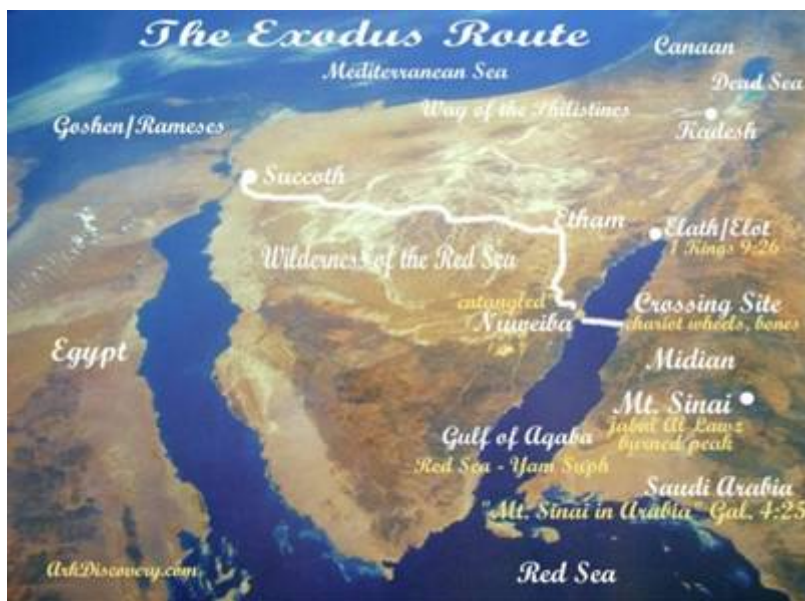 The Exodus Route
Canaan
Mediterranean Sea
Dead Sea
Way of the Philistines
Kadesh
Goshen/Rameses
Succoth
Etham
Elath/Elot
1 Kings 9:26
Wilderness of the Red Sea
entangled
Nuweiba
Crossing Site
chariot wheels, bones
Egypt
Midian
Mt. Sinai
Jabal Al-Lawz
burned peak
Gulf of Aqaba
Red Sea - Yam Suph
Saudi Arabia
"Mt. Sinai in Arabia" Gal. 4:25
ArkDiscovery.com
Red Sea